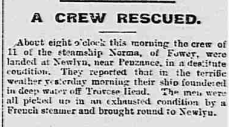 A CREW RESCUED.
About eight o'clock this morning the crew of
11 of the steamship Norma, of Fowey, were
landed at Newlyn, near Penzance, in a destitute
condition. They reported that in the terrific
weather yesterday morning their ship foundered
in deep water off Trevose Head. The men were
all picked up in an exhausted condition by a
French steamer and brought round to Newlyn.